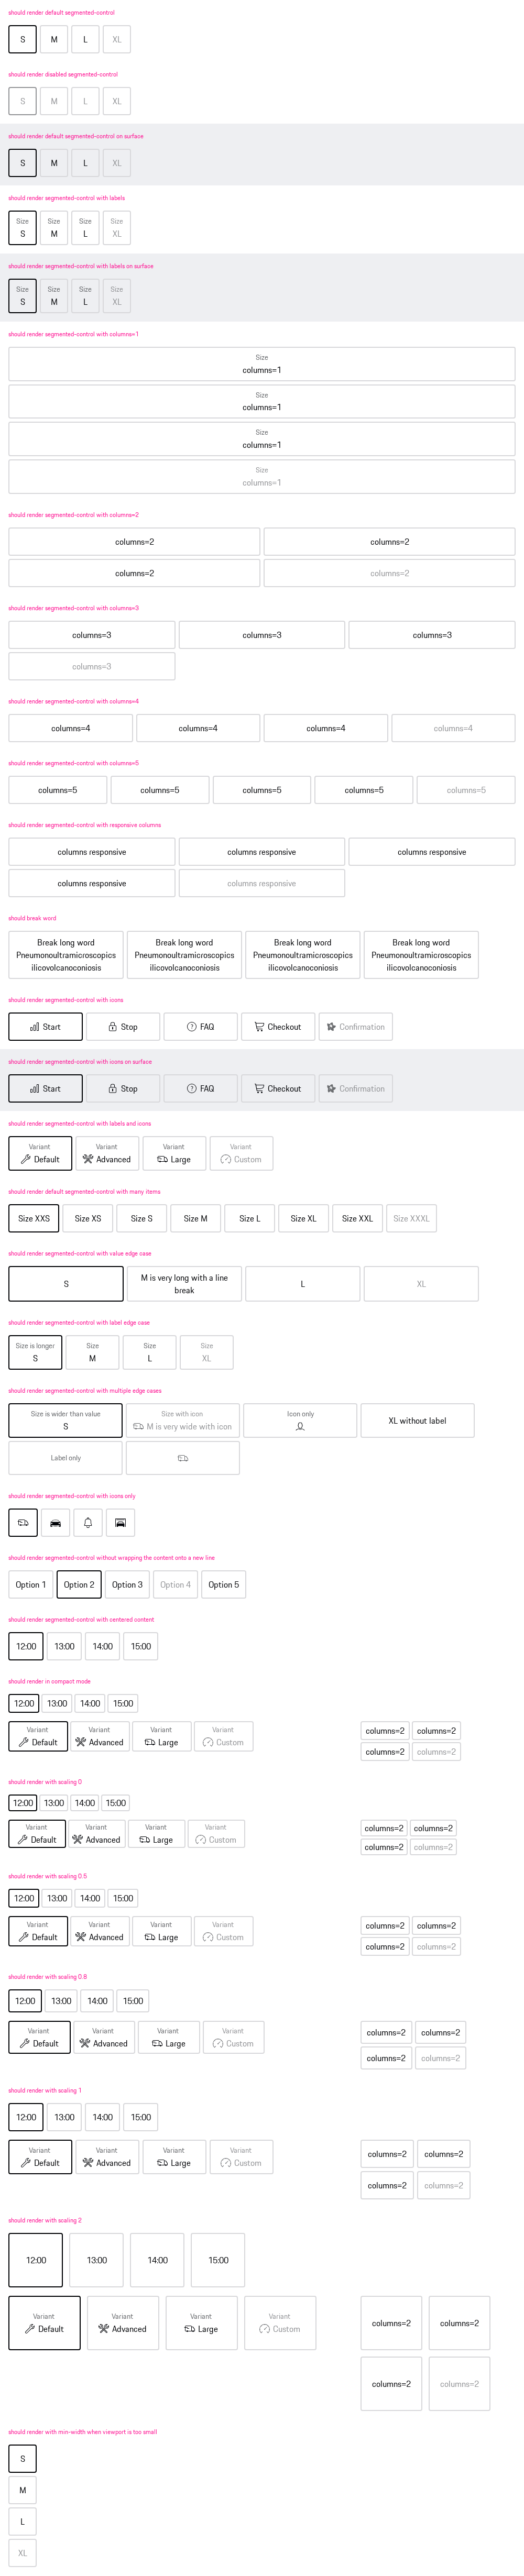 should render default segmented-control
S M L XL
should render disabled segmented-control
S M L XL
should render default segmented-control on surface
S M L XL
should render segmented-control with labels
Size Size Size Size
S M L XL
should render segmented-control with labels on surface
Size Size Size Size
S M L XL
should render segmented-control with columns=1
Size
columns=1
Size
columns=1
Size
columns=1
Size
columns=1
should render segmented-control with columns=2
columns=2 columns=2
columns=2 columns=2
should render segmented-control with columns=3
columns=3 columns=3 columns=3
columns=3
should render segmented-control with columns=4
columns=4 columns=4 columns=4 columns=4
should render segmented-control with columns=5
columns=5 columns=5 columns=5 columns=5 columns=5
should render segmented-control with responsive columns
columns responsive columns responsive columns responsive
columns responsive columns responsive
should break word
Break long word Break long word Break long word Break long word
Pneumonoultramicroscopics Pneumonoultramicroscopics Pneumonoultramicroscopics Pneumonoultramicroscopics
ilicovolcanoconiosis ilicovolcanoconiosis ilicovolcanoconiosis ilicovolcanoconiosis
should render segmented-control with icons
Start Stop FAQ Checkout Confirmation
should render segmented-control with icons on surface
Start Stop FAQ Checkout Confirmation
should render segmented-control with labels and icons
Variant Variant Variant Variant
Default Advanced Large Custom
should render default segmented-control with many items
Size XXS Size XS Size S Size M Size L Size XL Size XXL Size XXXL
should render segmented-control with value edge case
S M is very long with a line L XL
break
should render segmented-control with label edge case
Size is longer Size Size Size
S M L XL
should render segmented-control with multiple edge cases
Size is wider than value Size with icon Icon only XL without label
S M is very wide with icon
Label only
should render segmented-control with icons only
should render segmented-control without wrapping the content onto a new line
Option 1 Option 2 Option 3 Option 4 Option 5
should render segmented-control with centered content
12:00 13:00 14:00 15:00
should render in compact mode
12:00 13:00 14:00 15:00
Variant Variant Variant Variant columns=2 columns=2
Default Advanced Large Custom columns=2 columns=2
should render with scaling 0
12:00 13:00 14:00 15:00
Variant Variant Variant Variant columns=2 columns=2
Default Advanced Large Custom columns=2 columns=2
should render with scaling 0.5
12:00 13:00 14:00 15:00
Variant Variant Variant Variant columns=2 columns=2
Default Advanced Large Custom columns=2 columns=2
should render with scaling 0.8
12:00 13:00 14:00 15:00
Variant Variant Variant Variant columns=2 columns=2
Default Advanced Large Custom columns=2 columns=2
should render with scaling 1
12:00 13:00 14:00 15:00
Variant Variant Variant Variant columns=2 columns=2
Default Advanced Large Custom columns=2 columns=2
should render with scaling 2
12:00 13:00 14:00 15:00
Variant Variant Variant Variant columns=2 columns=2
Default Advanced Large Custom
columns=2 columns=2
should render with min-width when viewport is too small
S
M
L
XL